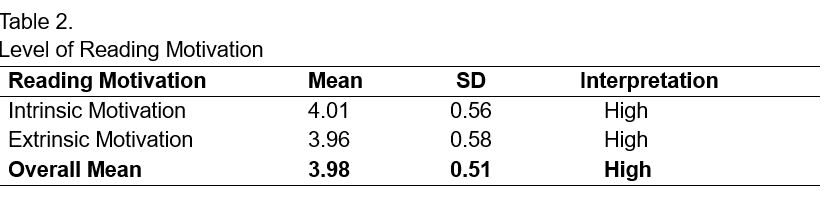 Table 2.
Level of Reading Motivation
Reading Motivation Mean SD Interpretation
Intrinsic Motivation 4.01 0.56 High
Extrinsic Motivation 3.96 0.58 High
Overall Mean 3.98 0.51 High